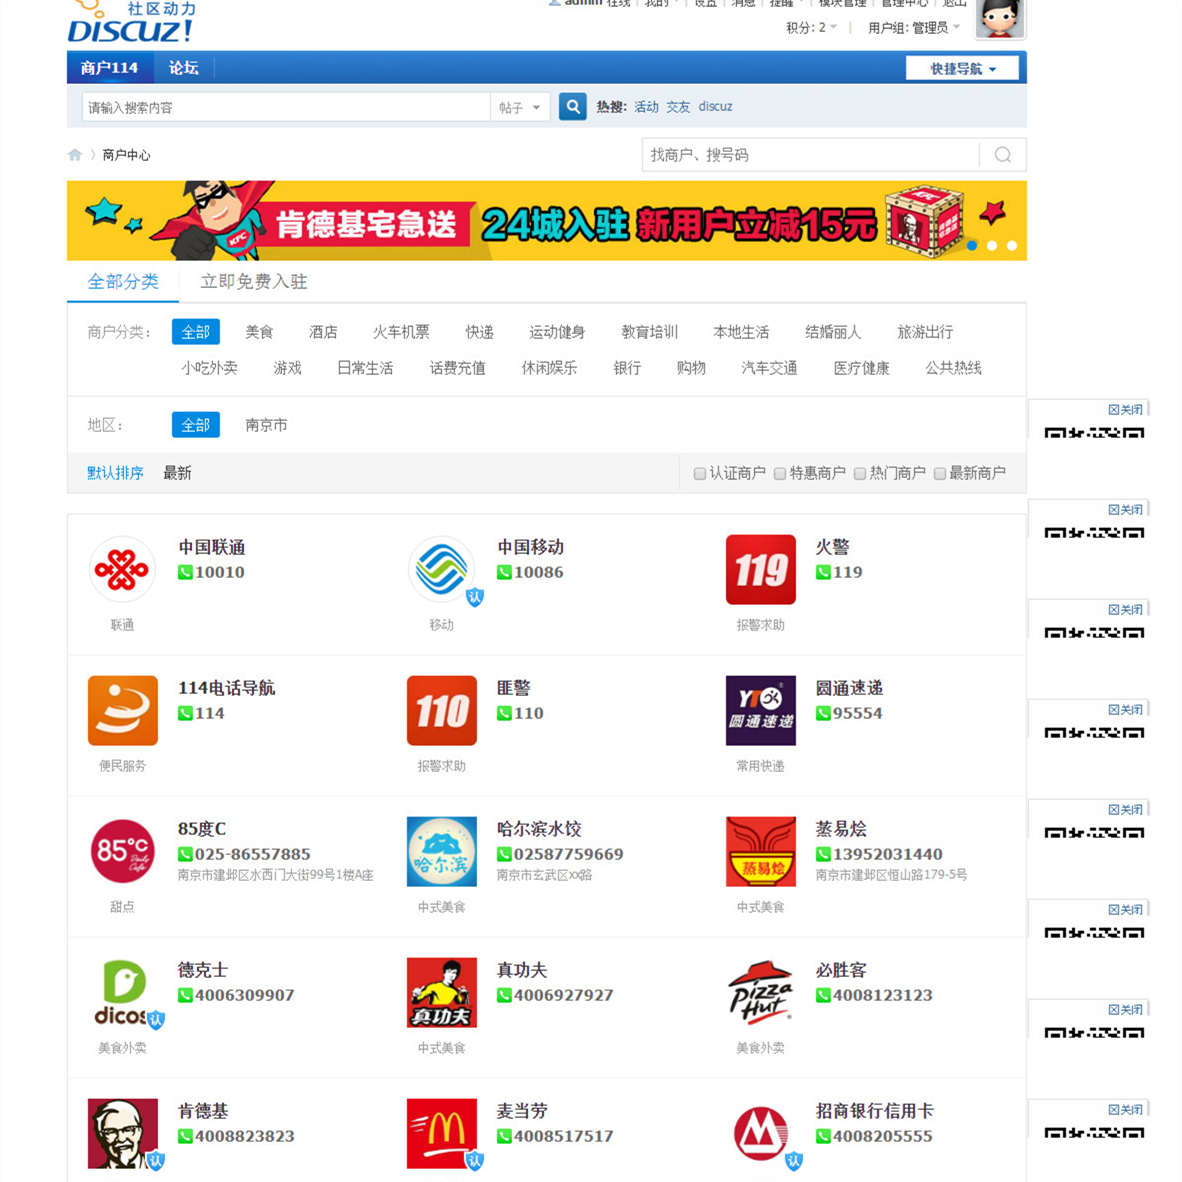 社区动力
DISCUZ!
admin 在线 我的 设置 消息 提醒 模块管理 管理中心 退出
积分: 2 用户组: 管理员
商户114 论坛 快捷导航
请输入搜索内容 帖子 热搜: 活动 交友 discuz
商户中心 找商户、搜号码
KFC 肯德基宅急送 24城入驻 新用户立减15元
全部分类 立即免费入驻
商户分类: 全部 美食 酒店 火车机票 快递 运动健身 教育培训 本地生活 结婚丽人 旅游出行
小吃外卖 游戏 日常生活 话费充值 休闲娱乐 银行 购物 汽车交通 医疗健康 公共热线
地区: 全部 南京市
关闭
默认排序 最新 认证商户 特惠商户 热门商户 最新商户
关闭
中国联通 中国移动 119 火警
10010 10086 119
认
联通 移动 报警求助
关闭
114电话导航 110 匪警 YTO 圆通速递 圆通速递
114 110 95554
关闭
便民服务 报警求助 常用快递
关闭
85度C 哈尔滨水饺 蒸易烩
85°C Daily Cafe 025-86557885 哈尔滨 02587759669 蒸易烩 13952031440
南京市建邺区水西门大街99号1楼A座 南京市玄武区xx路 南京市建邺区恒山路179-5号
甜点 中式美食 中式美食
关闭
德克士 真功夫 必胜客
4006309907 4006927927 Pizza Hut 4008123123
dicos 认 真功夫
关闭
美食外卖 中式美食 美食外卖
关闭
肯德基 麦当劳 招商银行信用卡
4008823823 4008517517 4008205555
认 认 认